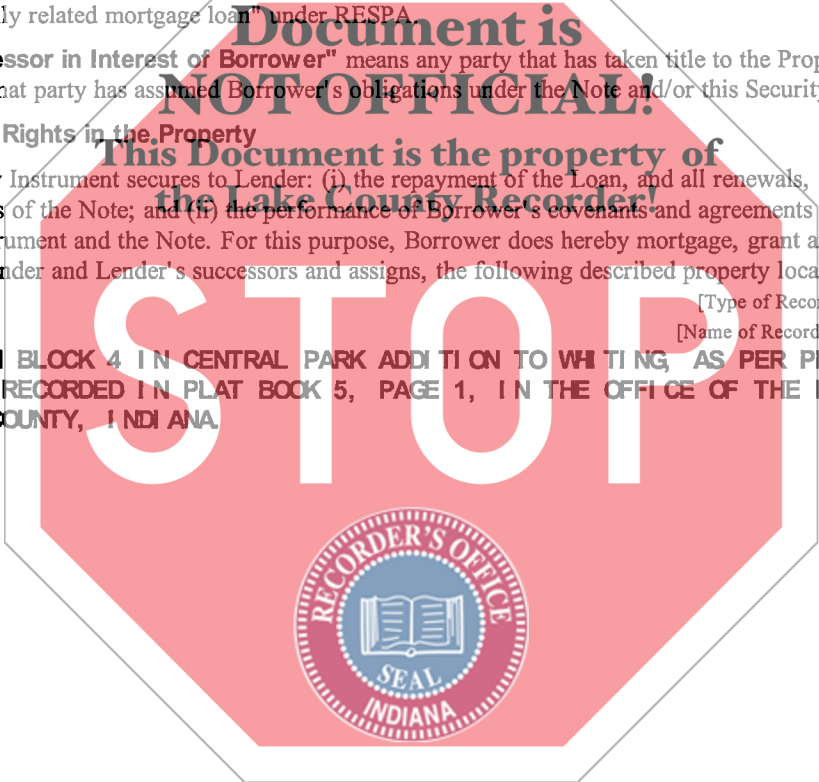 ly related mortgage loan" under RESPA.
Document is
ssor in Interest of Borrower" means any party that has taken title to the Prop
NOT OFFICIAL!
at party has assumed Borrower's obligations under the Note and/or this Security
Rights in the Property
This Document is the property of
Instrument secures to Lender: (i) the repayment of the Loan, and all renewals,
the Lake County Recorder!
s of the Note; and (ii) the performance of Borrower's covenants and agreements
rument and the Note. For this purpose, Borrower does hereby mortgage, grant a
nder and Lender's successors and assigns, the following described property loca
STOP
[Type of Recor
[Name of Record
BLOCK 4 IN CENTRAL PARK ADDITION TO WHITING, AS PER P
RECORDED IN PLAT BOOK 5, PAGE 1, IN THE OFFICE OF THE
OUNTY, INDIANA.
RECORDER'S OFFICE
SEAL
INDIANA